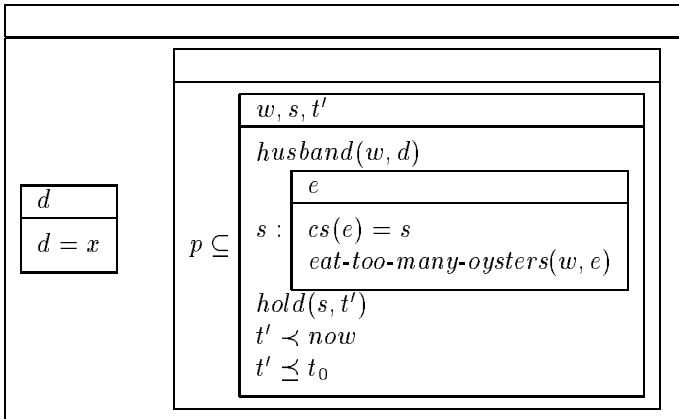 w, s, t′
husband(w, d)
e
d
s :
cs(e) = s
d = x
p ⊆
eat-too-many-oysters(w, e)
hold(s, t′)
t′ ≺ now
t′ ⪯ t₀